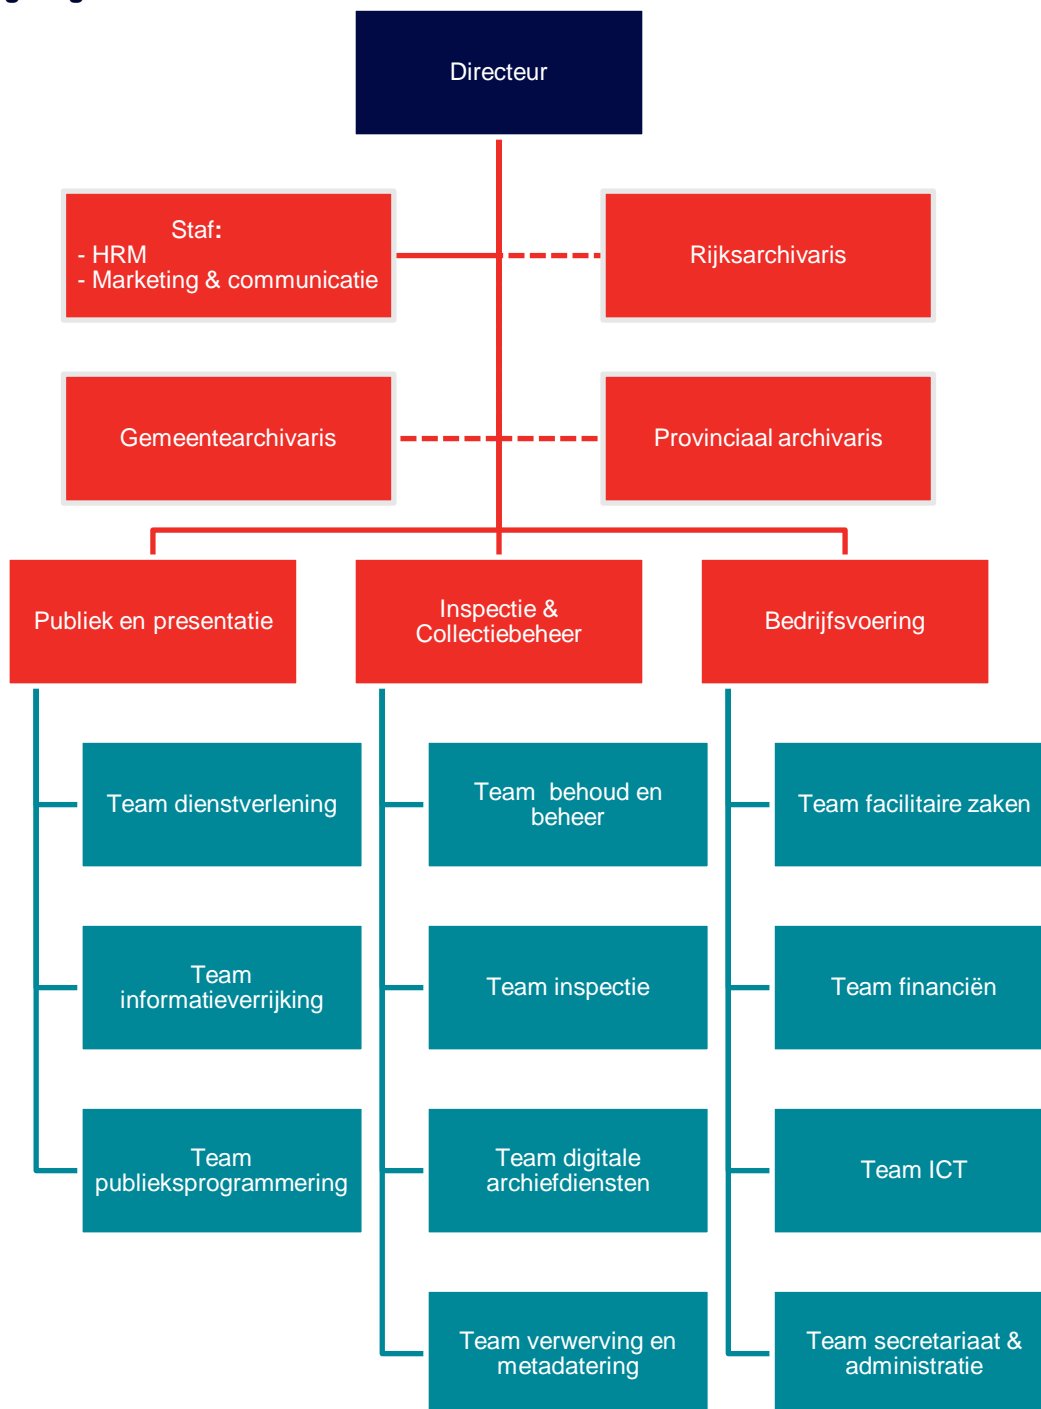 Directeur
Staf:
- HRM
- Marketing & communicatie
Rijksarchivaris
Gemeentearchivaris
Provinciaal archivaris
Publiek en presentatie
Inspectie &
Collectiebeheer
Bedrijfsvoering
Team dienstverlening
Team behoud en
beheer
Team facilitaire zaken
Team
informatieverrijking
Team inspectie
Team financiën
Team
publieksprogrammering
Team digitale
archiefdiensten
Team ICT
Team verwerving en
metadatering
Team secretariaat &
administratie